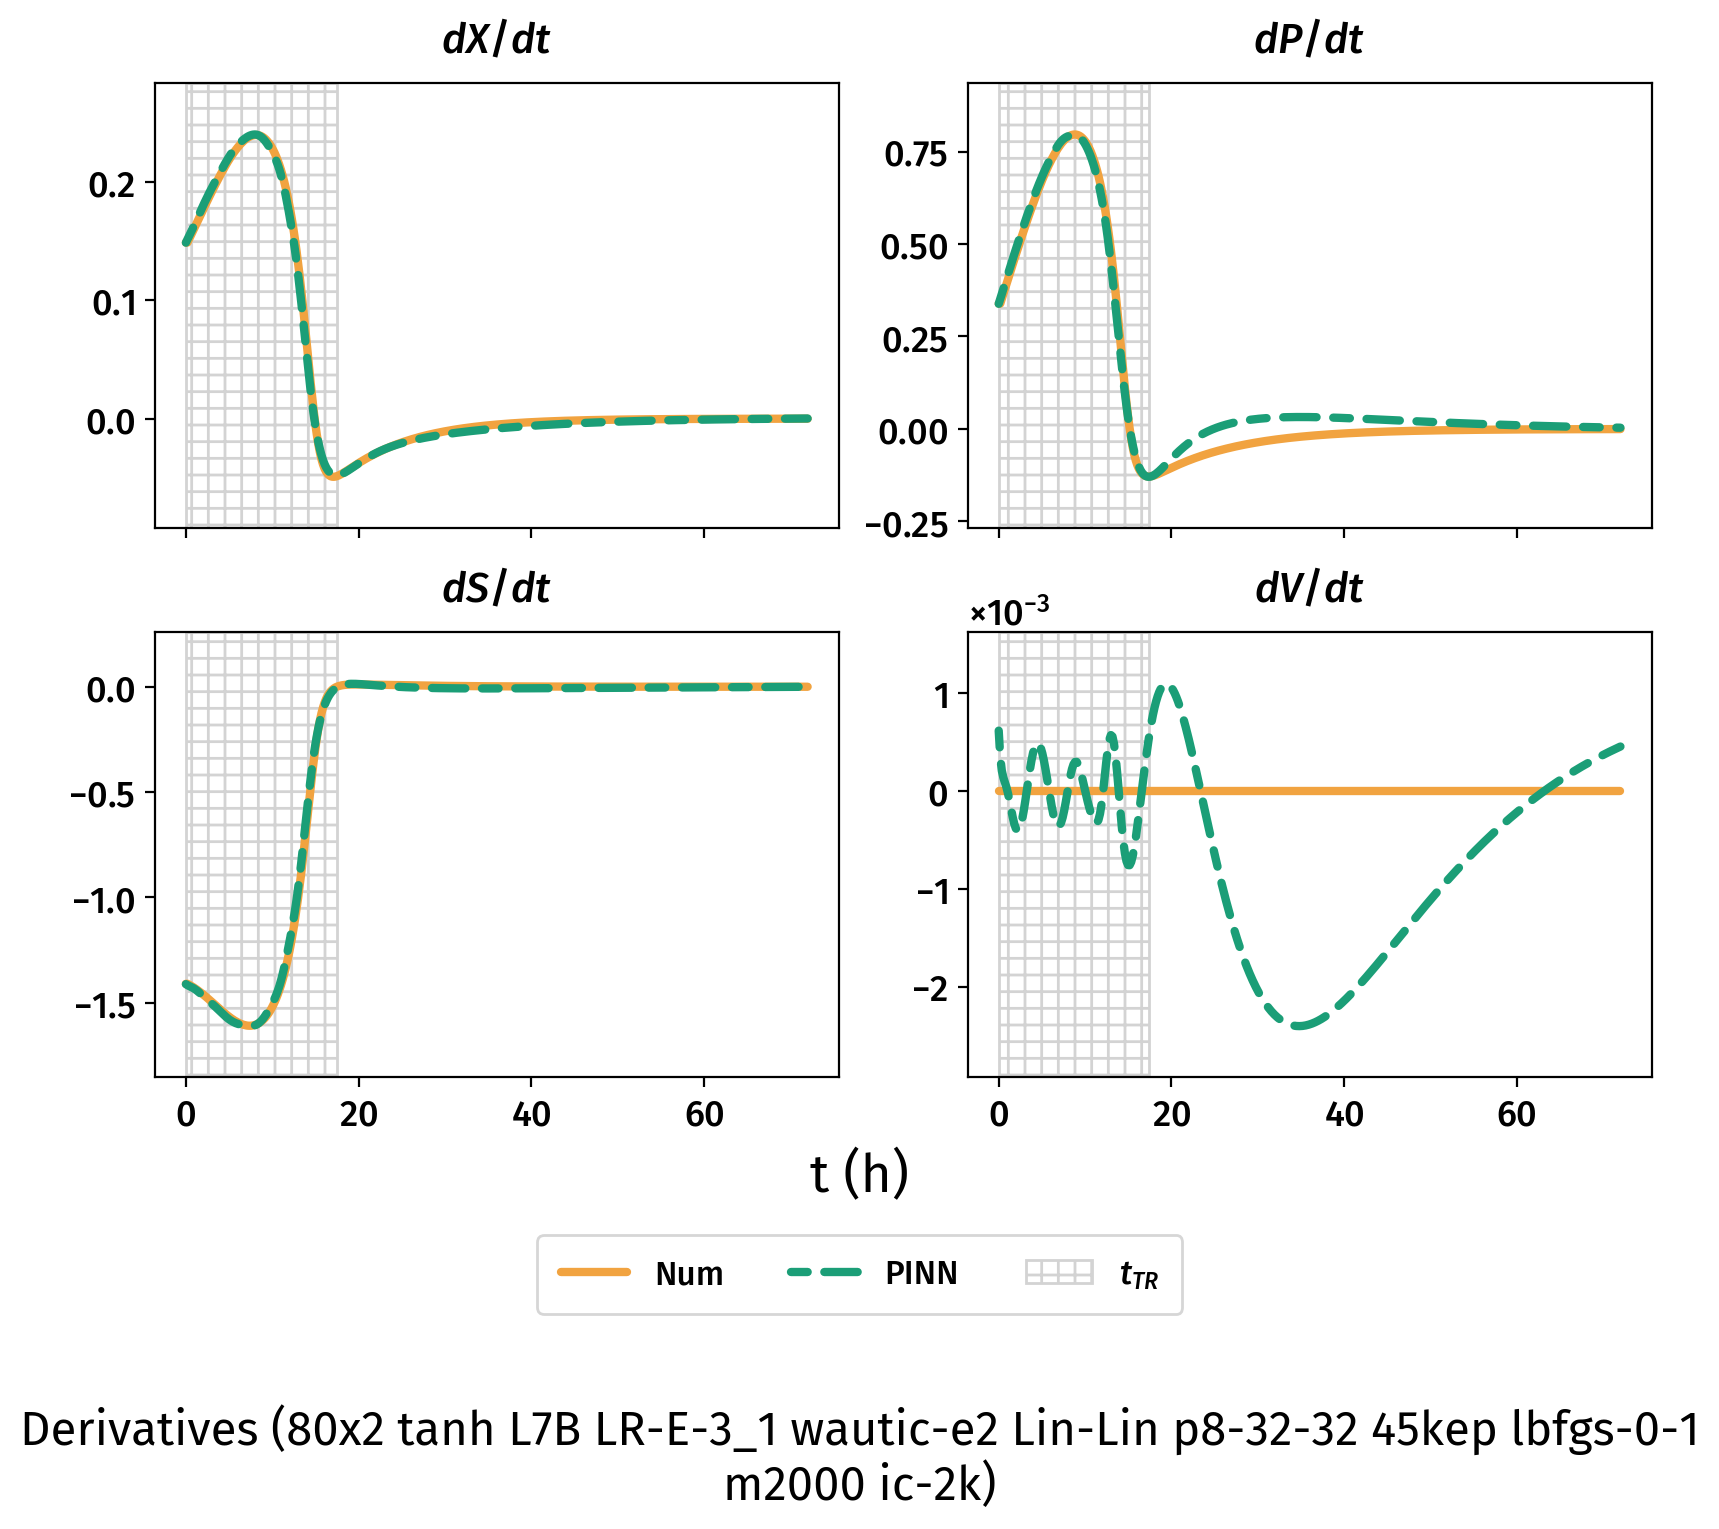 dX/dt
dP/dt
0.2
0.1
0.0
0.75
0.50
0.25
0.00
−0.25
dS/dt
dV/dt
×10⁻³
0.0
−0.5
−1.0
−1.5
1
0
−1
−2
0 20 40 60
0 20 40 60
t (h)
Num PINN t_TR
Derivatives (80x2 tanh L7B LR-E-3_1 wautic-e2 Lin-Lin p8-32-32 45kep lbfgs-0-1
m2000 ic-2k)